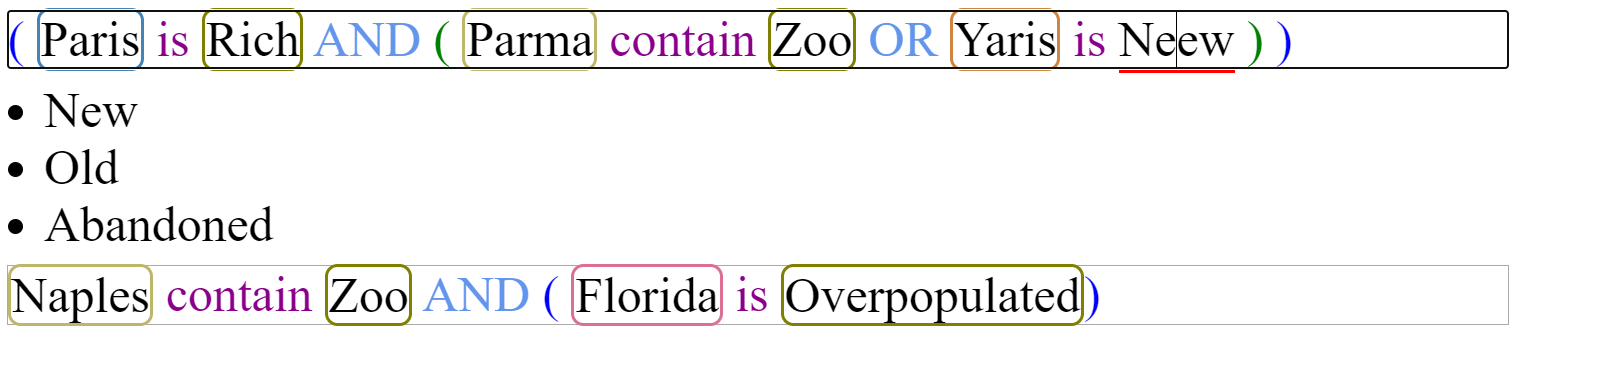 ( Paris is Rich AND ( Parma contain Zoo OR Yaris is Neew ) )
• New
• Old
• Abandoned
Naples contain Zoo AND ( Florida is Overpopulated)